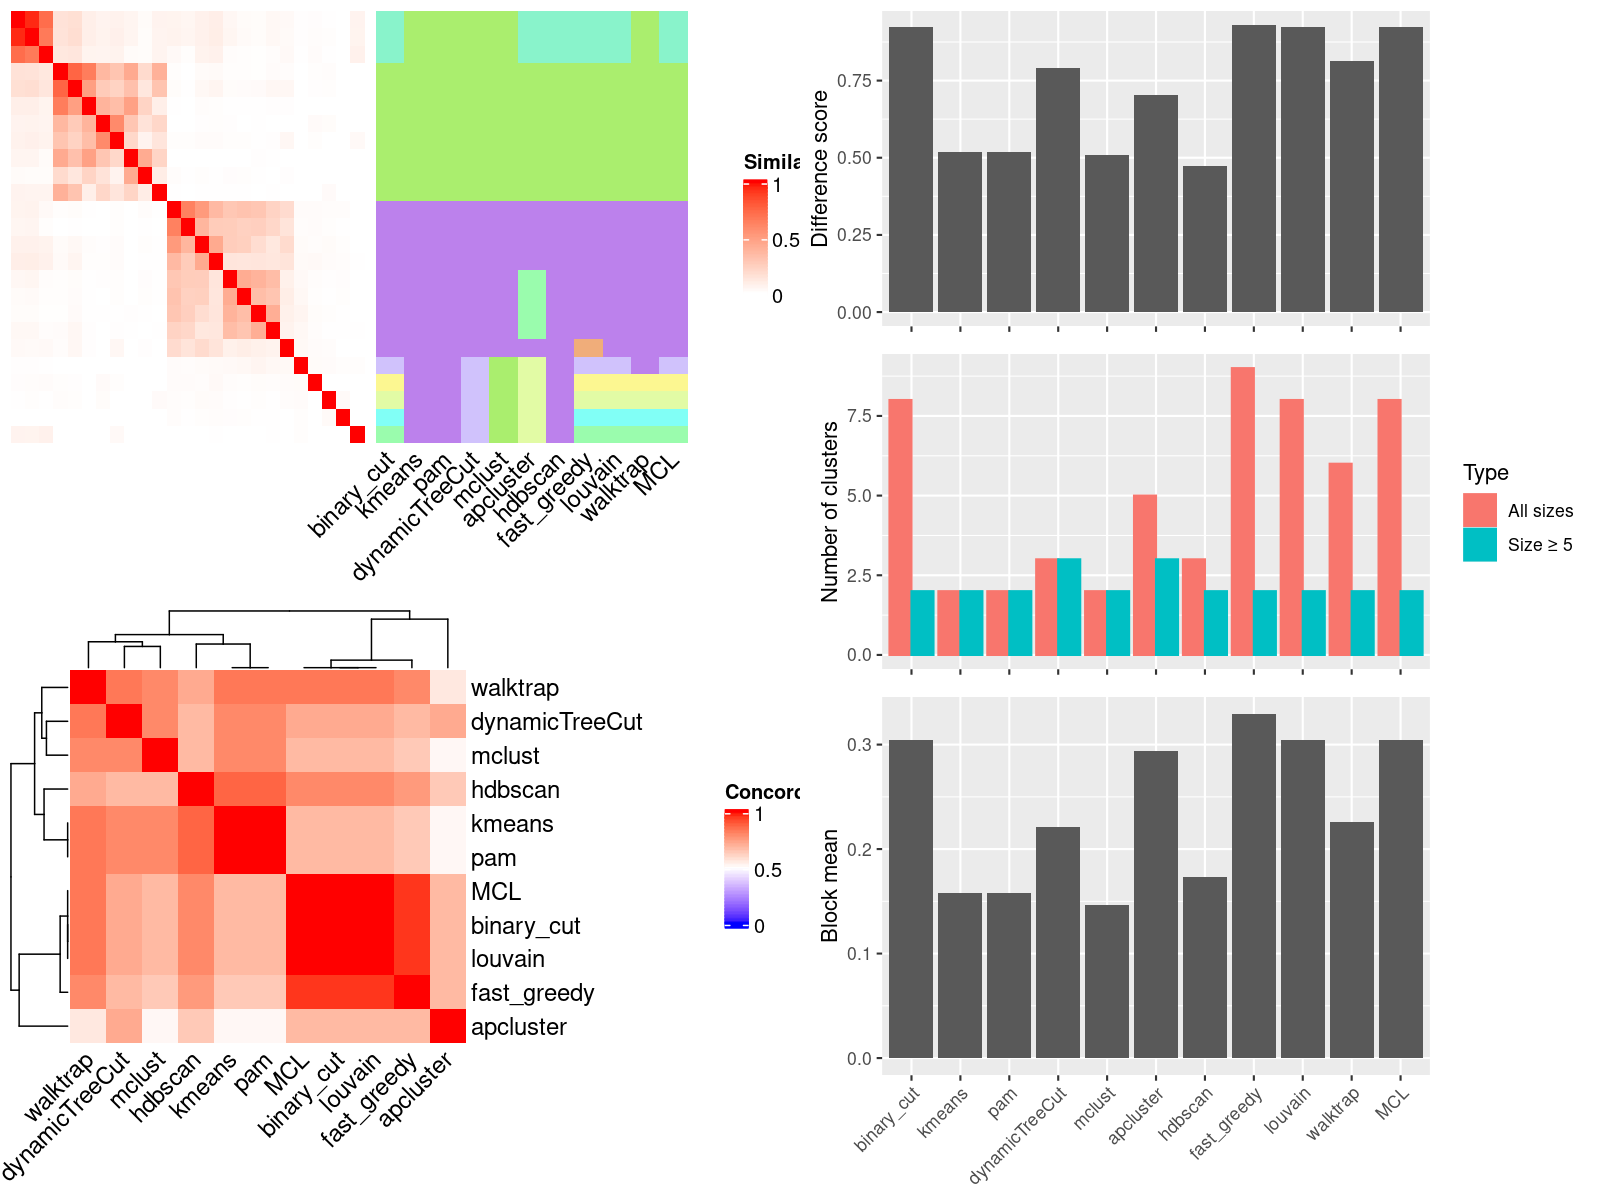 Simila
1
0.5
0
binary_cut
kmeans
pam
dynamicTreeCut
mclust
apcluster
hdbscan
fast_greedy
louvain
walktrap
MCL
Difference score
0.75
0.50
0.25
0.00
Number of clusters
7.5
5.0
2.5
0.0
Type
All sizes
Size ≥ 5
walktrap
dynamicTreeCut
mclust
hdbscan
kmeans
pam
MCL
binary_cut
louvain
fast_greedy
apcluster
walktrap
dynamicTreeCut
mclust
hdbscan
kmeans
pam
MCL
binary_cut
louvain
fast_greedy
apcluster
Concord
1
0.5
0
Block mean
0.3
0.2
0.1
0.0
binary_cut
kmeans
pam
dynamicTreeCut
mclust
apcluster
hdbscan
fast_greedy
louvain
walktrap
MCL